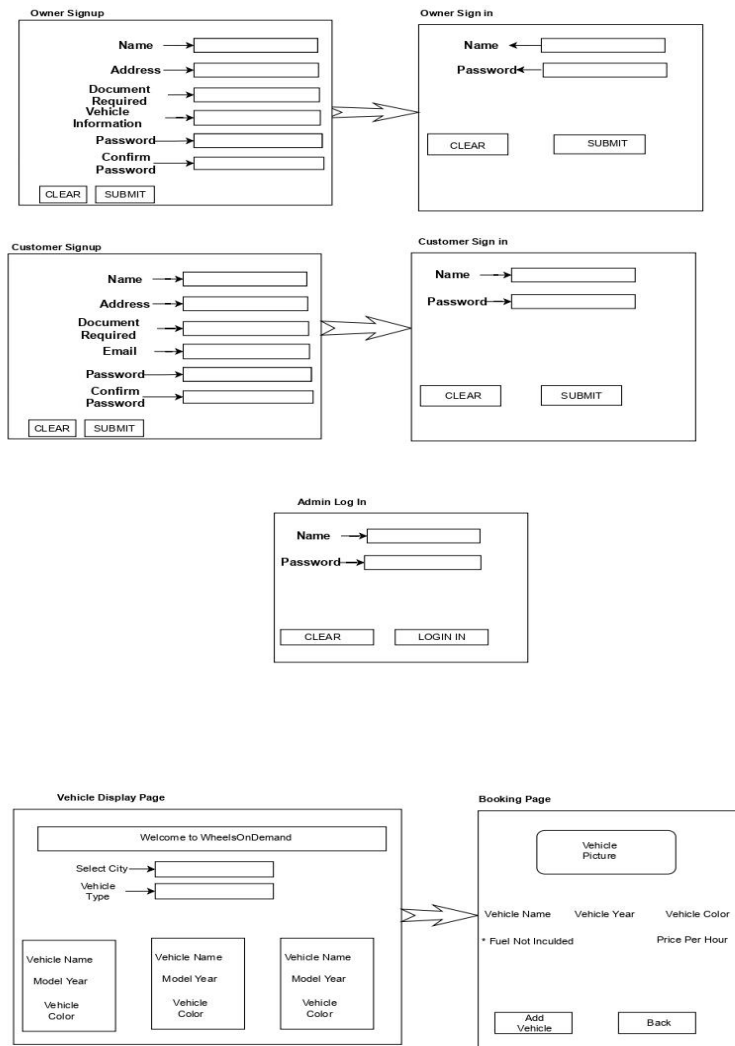 Owner Signup
Name
Address
Document
Required
Vehicle
Information
Password
Confirm
Password
CLEAR
SUBMIT
Owner Sign in
Name
Password
CLEAR
SUBMIT
Customer Signup
Name
Address
Document
Required
Email
Password
Confirm
Password
CLEAR
SUBMIT
Customer Sign in
Name
Password
CLEAR
SUBMIT
Admin Log In
Name
Password
CLEAR
LOGIN IN
Vehicle Display Page
Welcome to WheelsOnDemand
Select City
Vehicle
Type
Vehicle Name
Model Year
Vehicle
Color
Vehicle Name
Model Year
Vehicle
Color
Vehicle Name
Model Year
Vehicle
Color
Booking Page
Vehicle
Picture
Vehicle Name
Vehicle Year
Vehicle Color
* Fuel Not Inculded
Price Per Hour
Add
Vehicle
Back